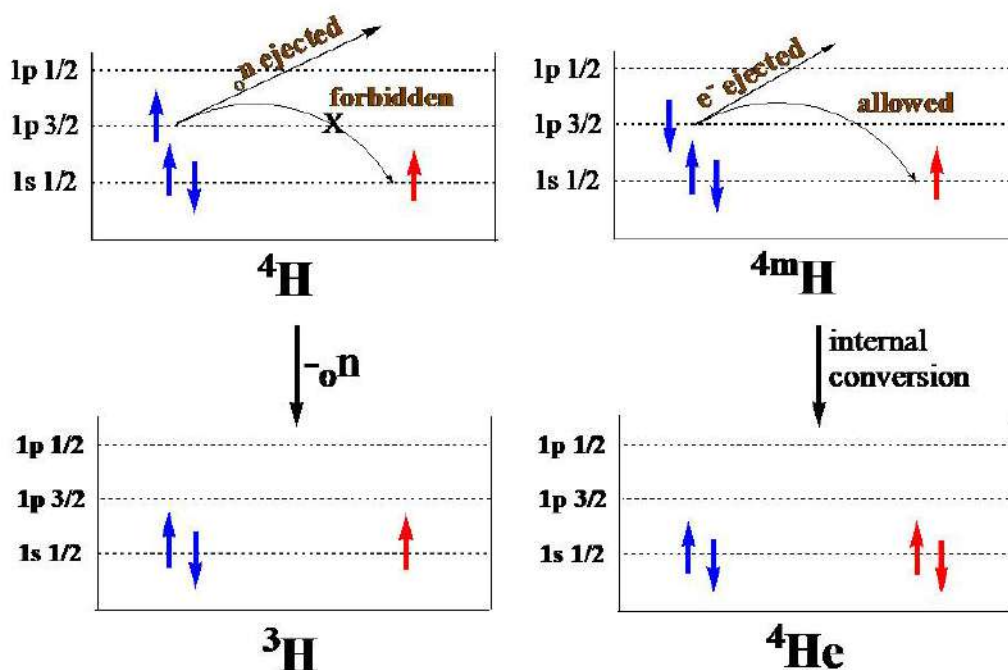 ₀n ejected
1p 1/2
forbidden
1p 3/2
X
1s 1/2
⁴H
e⁻ ejected
1p 1/2
allowed
1p 3/2
1s 1/2
⁴ᵐH
-₀n
internal
conversion
1p 1/2
1p 3/2
1s 1/2
³H
1p 1/2
1p 3/2
1s 1/2
⁴He